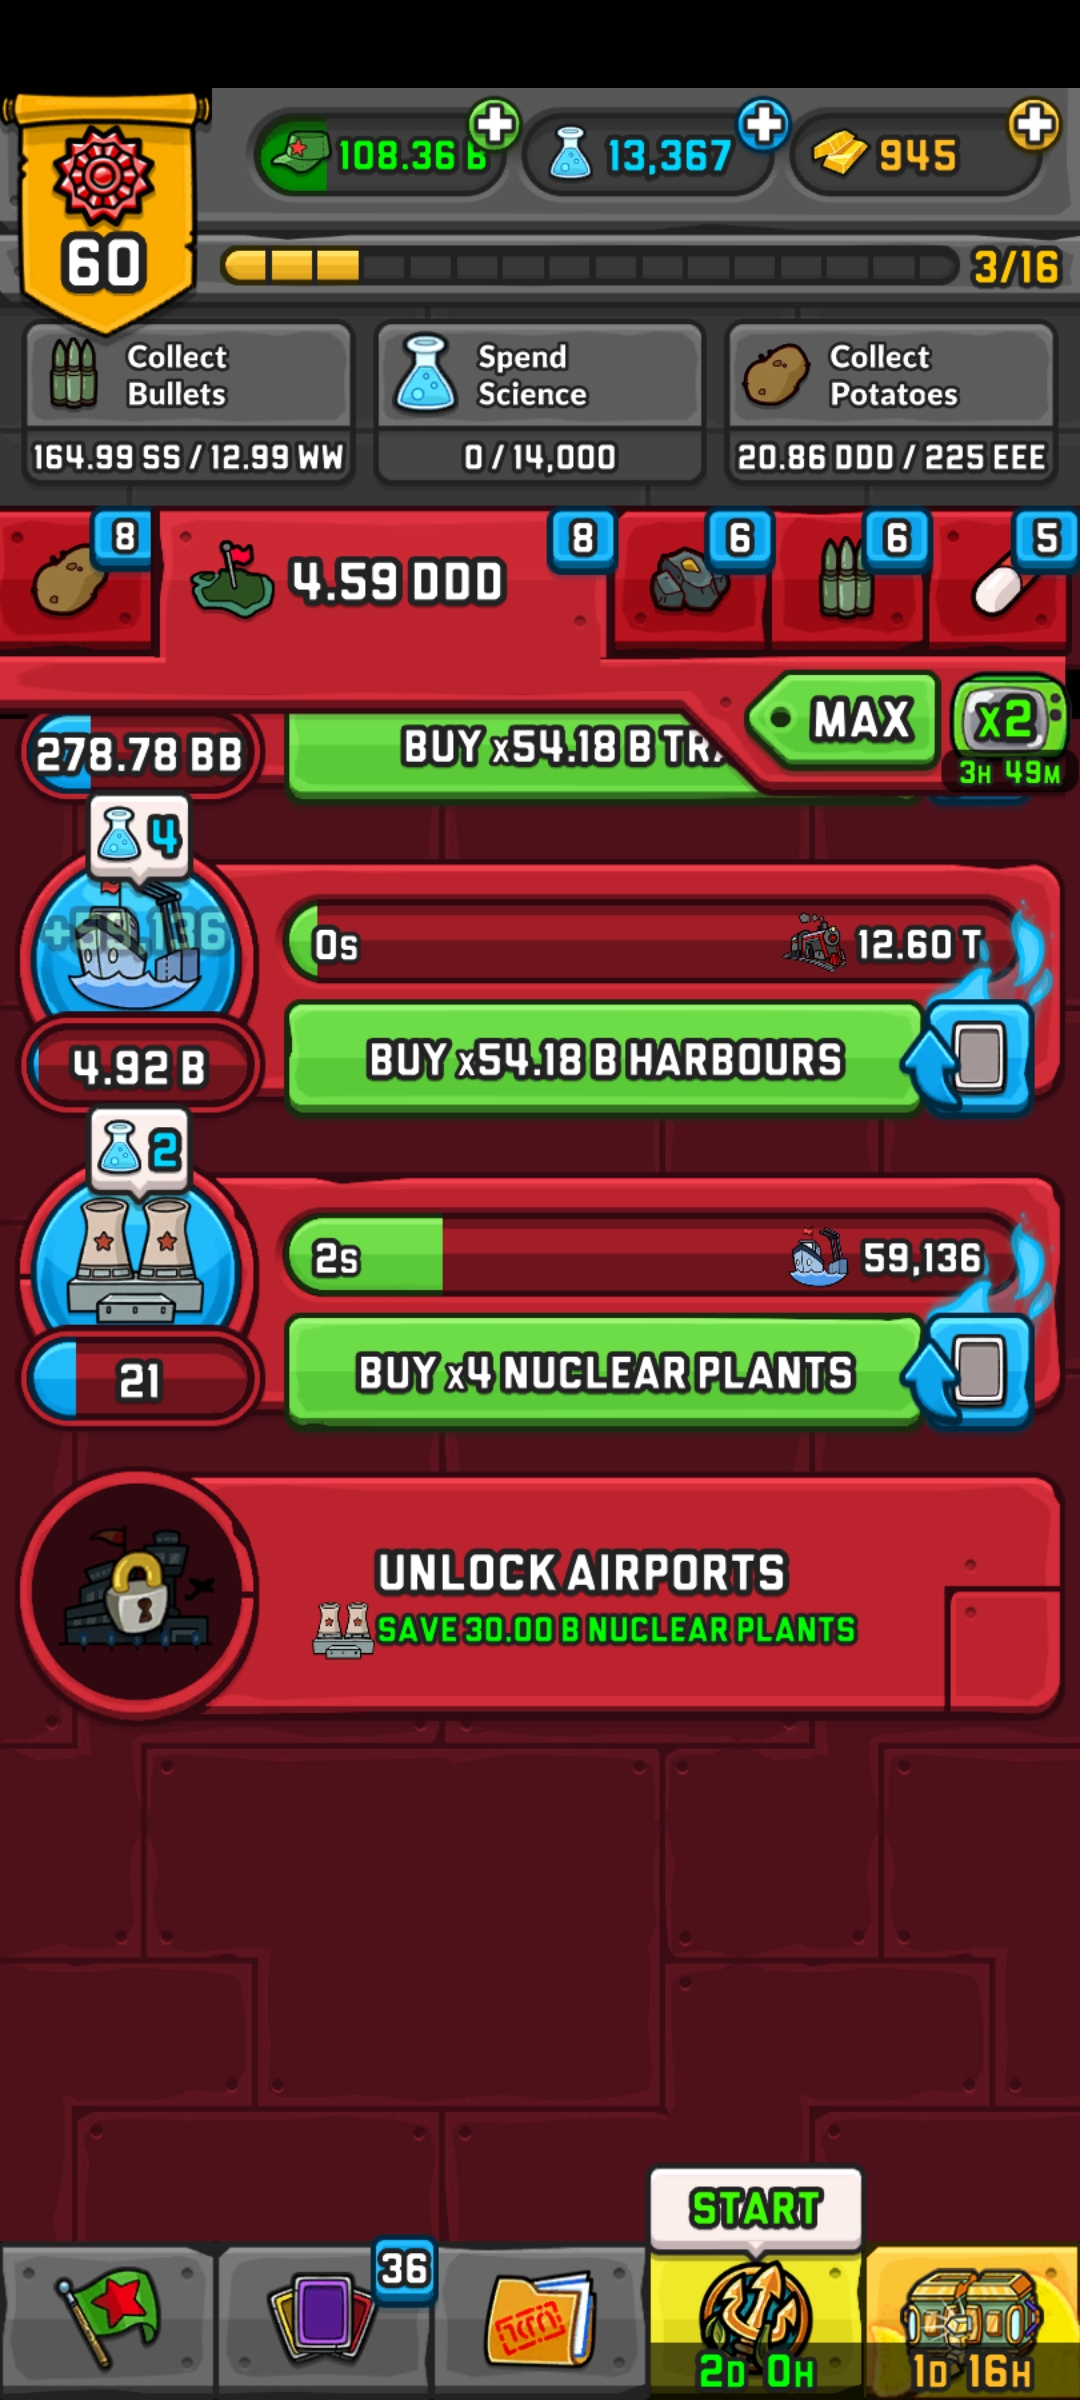 108.36 B
13,367
945
60
3/16
Collect
Bullets
Spend
Science
Collect
Potatoes
164.99 SS / 12.99 WW
0 / 14,000
20.86 DDD / 225 EEE
8
4.59 DDD
8
6
6
5
278.78 BB
BUY x54.18 B TRA
MAX
x2
3H 49M
4
+59,136
0s
12.60 T
4.92 B
BUY x54.18 B HARBOURS
2
2s
59,136
21
BUY x4 NUCLEAR PLANTS
UNLOCK AIRPORTS
SAVE 30.00 B NUCLEAR PLANTS
START
36
2D 0H
1D 16H